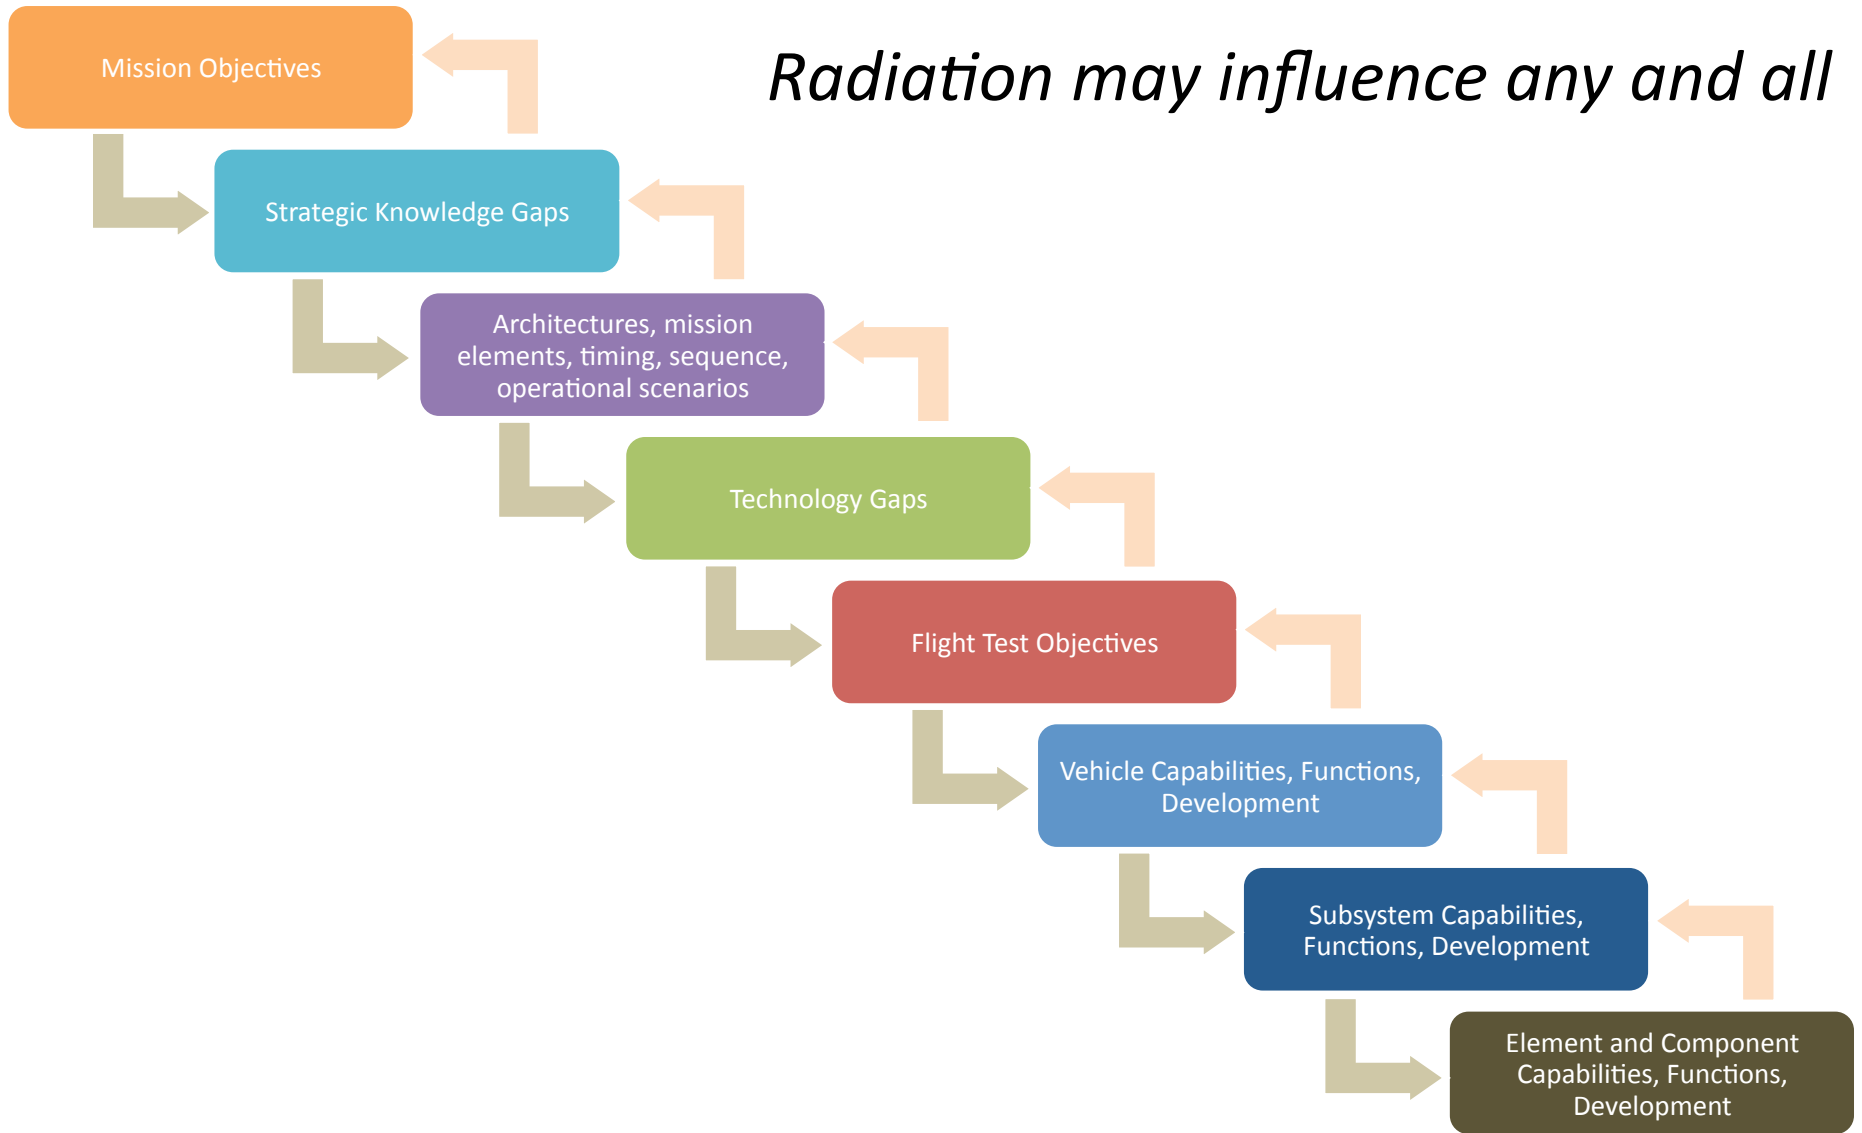 Radiation may influence any and all
Mission Objectives
Strategic Knowledge Gaps
Architectures, mission
elements, timing, sequence,
operational scenarios
Technology Gaps
Flight Test Objectives
Vehicle Capabilities, Functions,
Development
Subsystem Capabilities,
Functions, Development
Element and Component
Capabilities, Functions,
Development